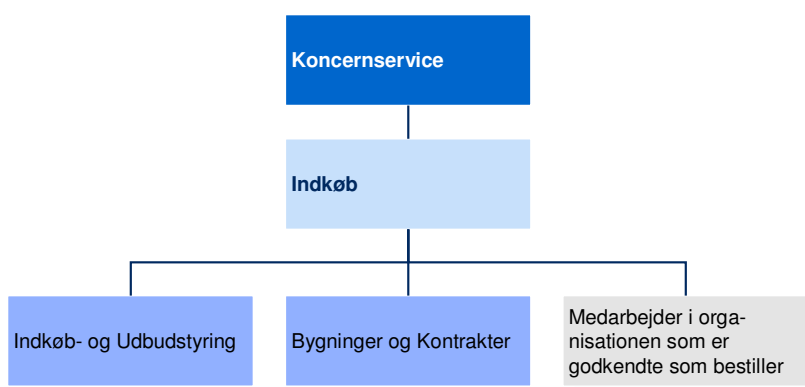 Koncernservice
Indkøb
Indkøb- og Udbudstyring
Bygninger og Kontrakter
Medarbejder i orga-
nisationen som er
godkendte som bestiller